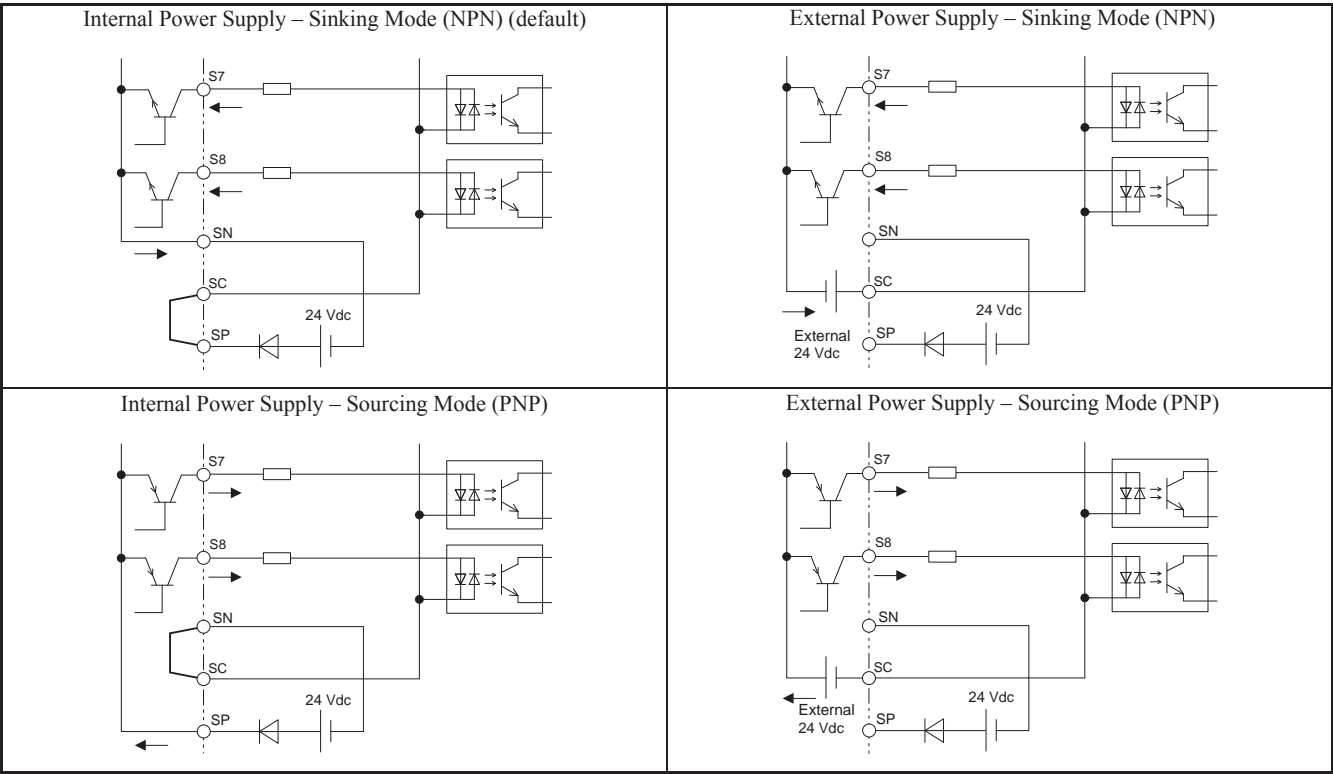 Internal Power Supply – Sinking Mode (NPN) (default)
S7
S8
SN
SC
24 Vdc
SP
External Power Supply – Sinking Mode (NPN)
S7
S8
SN
SC
24 Vdc
External
24 Vdc
SP
Internal Power Supply – Sourcing Mode (PNP)
S7
S8
SN
SC
24 Vdc
SP
External Power Supply – Sourcing Mode (PNP)
S7
S8
SN
SC
24 Vdc
External
24 Vdc
SP